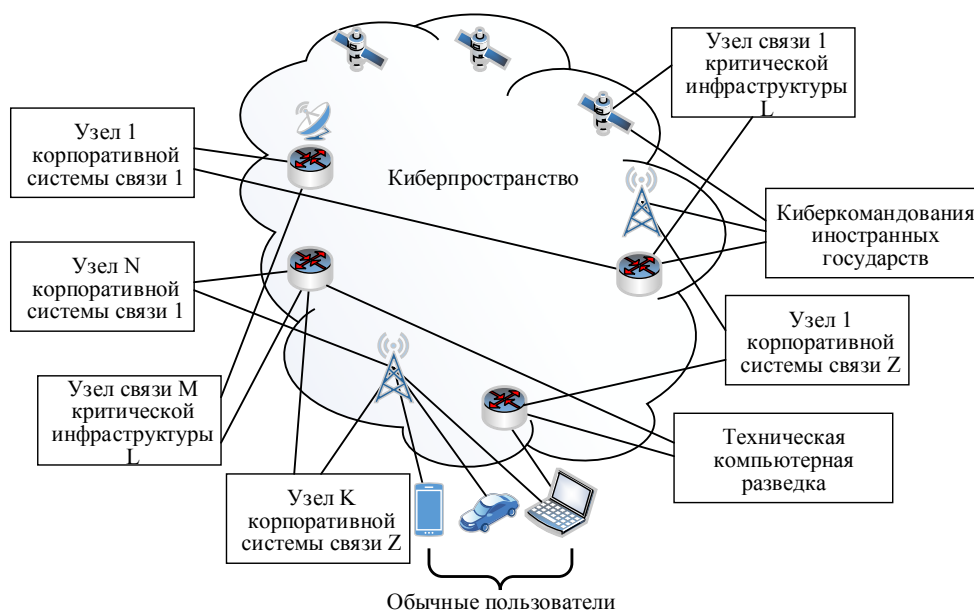 Узел связи 1
критической
инфраструктуры
L
Узел 1
корпоративной
системы связи 1
Киберпространство
Киберкомандования
иностранных
государств
Узел N
корпоративной
системы связи 1
Узел 1
корпоративной
системы связи Z
Узел связи M
критической
инфраструктуры
L
Техническая
компьютерная
разведка
Узел K
корпоративной
системы связи Z
Обычные пользователи